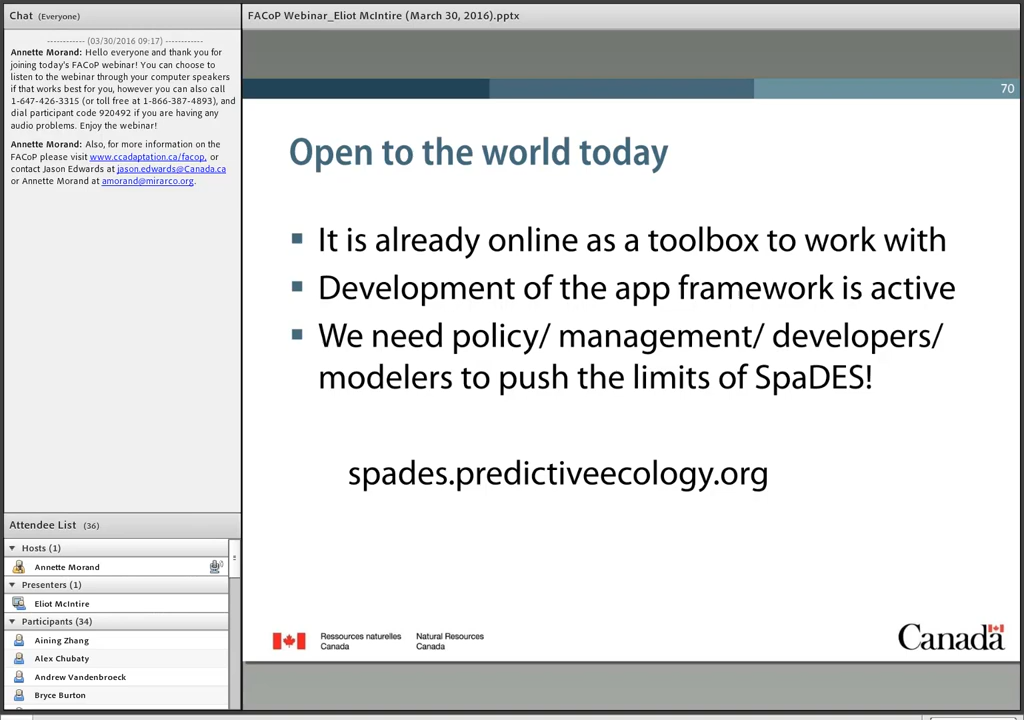 Chat (Everyone)
------------ (03/30/2016 09:17) ------------
Annette Morand: Hello everyone and thank you for
joining today's FACoP webinar! You can choose to
listen to the webinar through your computer speakers
if that works best for you, however you can also call
1-647-426-3315 (or toll free at 1-866-387-4893), and
dial participant code 920492 if you are having any
audio problems. Enjoy the webinar!
Annette Morand: Also, for more information on the
FACoP please visit www.ccadaptation.ca/facop, or
contact Jason Edwards at jason.edwards@Canada.ca
or Annette Morand at amorand@mirarco.org.
Attendee List (36)
Hosts (1)
Annette Morand
Presenters (1)
Eliot McIntire
Participants (34)
Aining Zhang
Alex Chubaty
Andrew Vandenbroeck
Bryce Burton
FACoP Webinar_Eliot McIntire (March 30, 2016).pptx
70
Open to the world today
It is already online as a toolbox to work with
Development of the app framework is active
We need policy/ management/ developers/
modelers to push the limits of SpaDES!
spades.predictiveecology.org
Ressources naturelles Natural Resources
Canada Canada
Canada